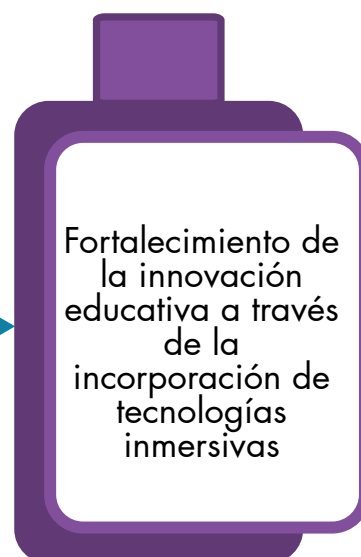 Fortalecimiento de
la innovación
educativa a través
de la
incorporación de
tecnologías
inmersivas